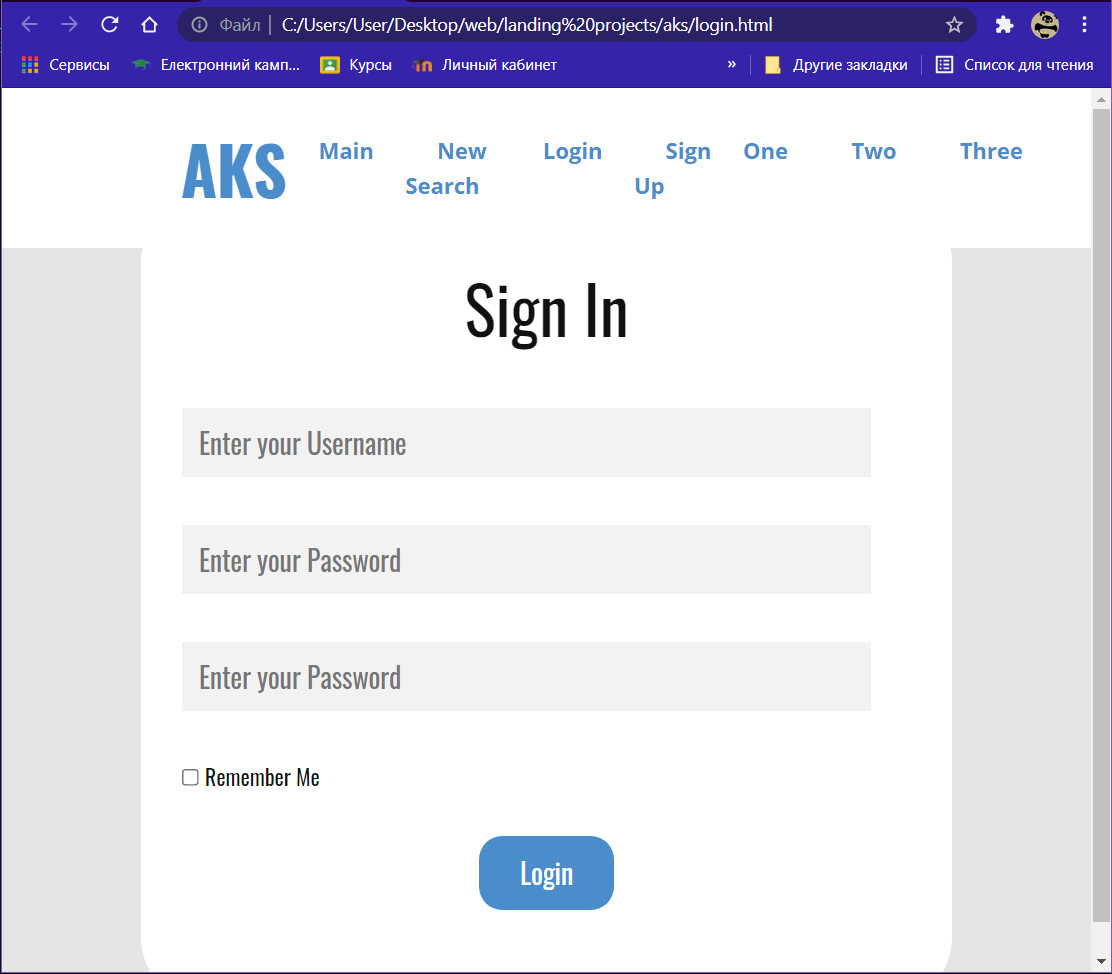 Файл C:/Users/User/Desktop/web/landing%20projects/aks/login.html
Сервисы Електронний камп... Курсы Личный кабинет » Другие закладки Список для чтения
AKS Main New Search Login Sign Up One Two Three
Sign In
Enter your Username
Enter your Password
Enter your Password
Remember Me
Login